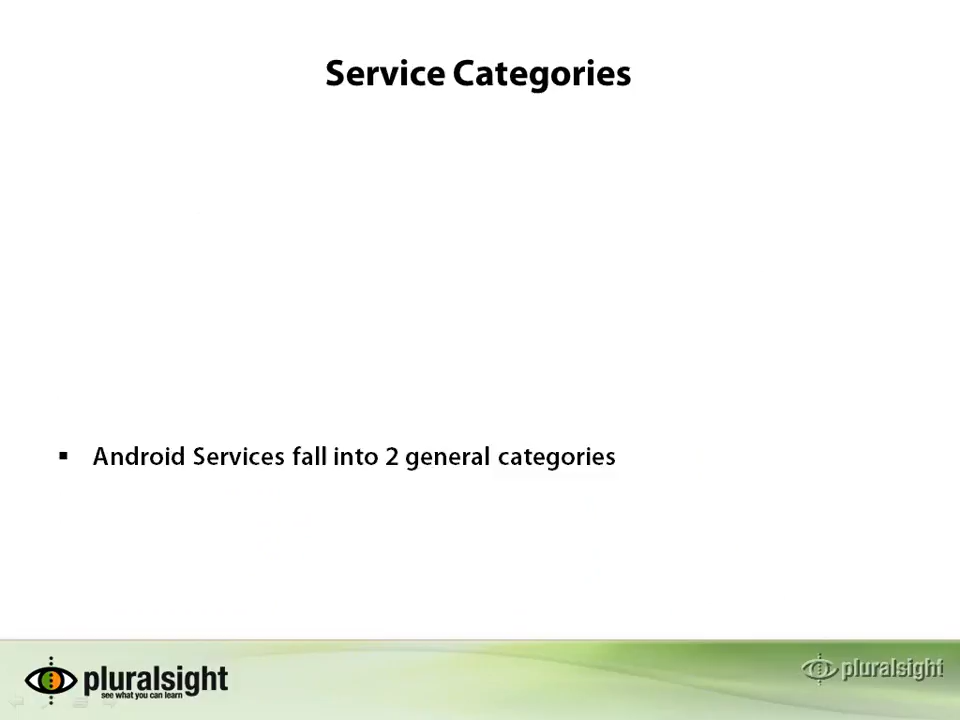 Service Categories
▪ Android Services fall into 2 general categories
pluralsight
see what you can learn
pluralsight